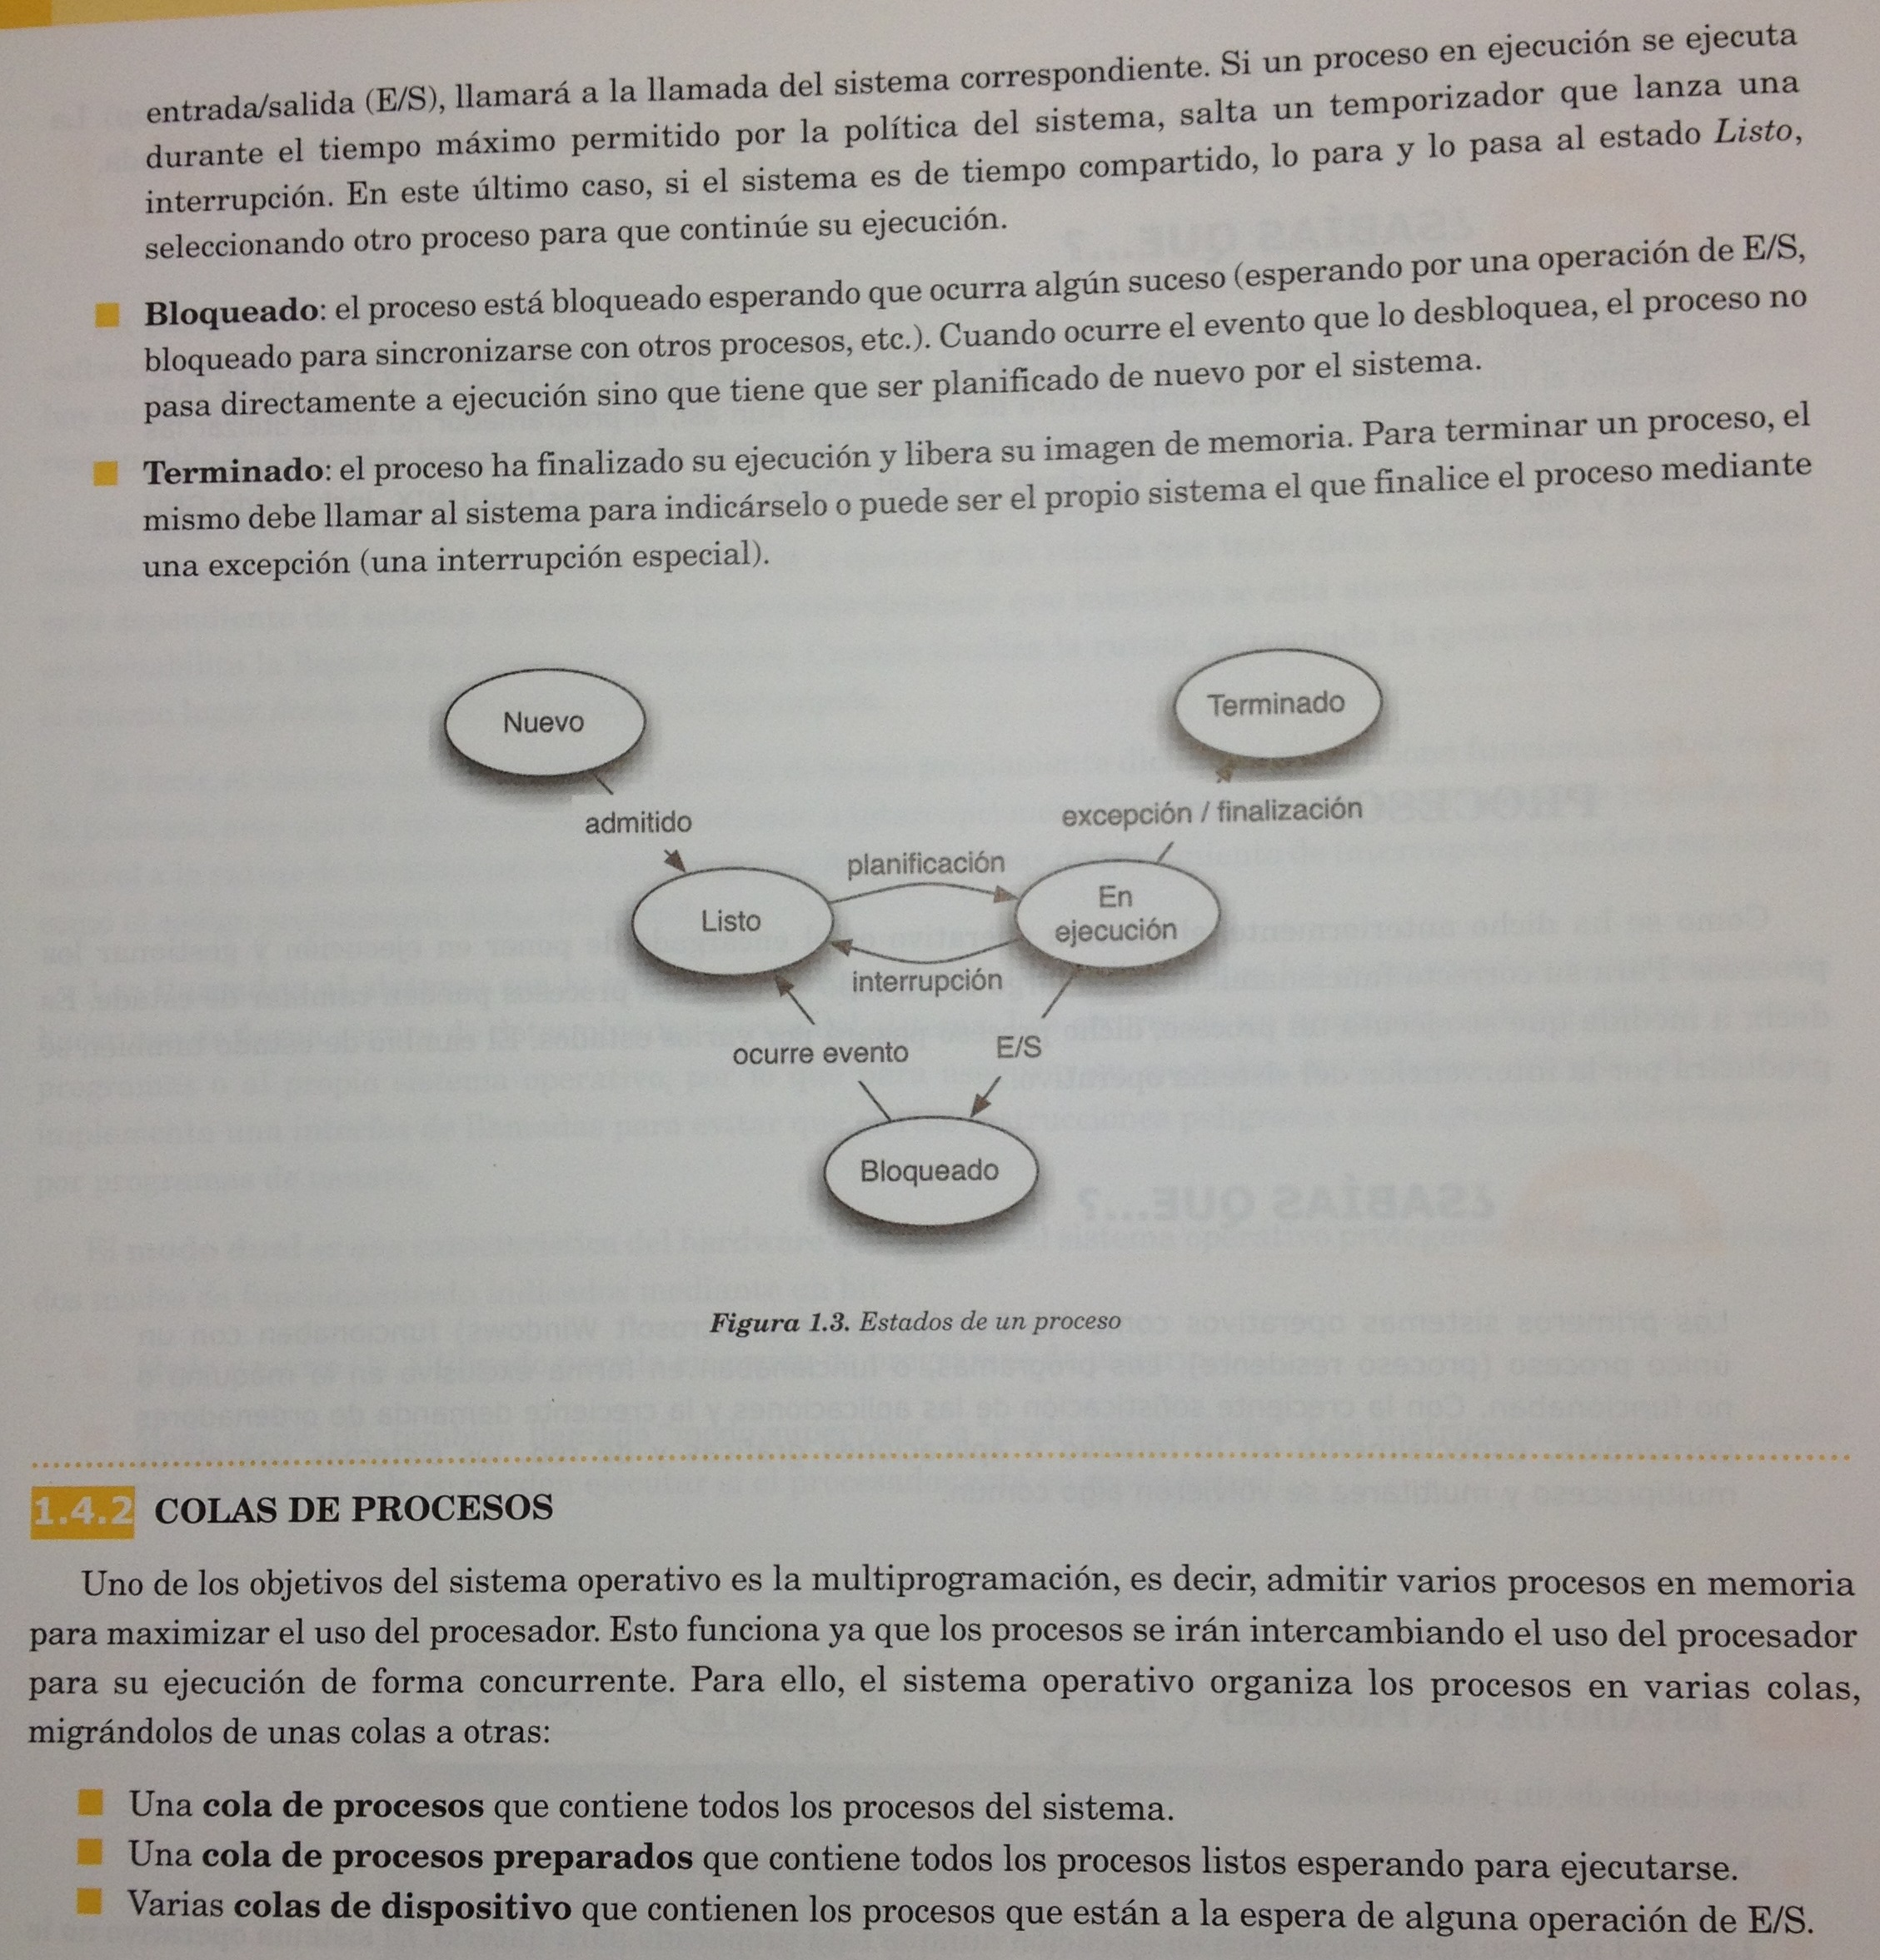 entrada/salida (E/S), llamará a la llamada del sistema correspondiente. Si un proceso en ejecución se ejecuta
durante el tiempo máximo permitido por la política del sistema, salta un temporizador que lanza una
interrupción. En este último caso, si el sistema es de tiempo compartido, lo para y lo pasa al estado Listo,
seleccionando otro proceso para que continúe su ejecución.
Bloqueado: el proceso está bloqueado esperando que ocurra algún suceso (esperando por una operación de E/S,
bloqueado para sincronizarse con otros procesos, etc.). Cuando ocurre el evento que lo desbloquea, el proceso no
pasa directamente a ejecución sino que tiene que ser planificado de nuevo por el sistema.
Terminado: el proceso ha finalizado su ejecución y libera su imagen de memoria. Para terminar un proceso, el
mismo debe llamar al sistema para indicárselo o puede ser el propio sistema el que finalice el proceso mediante
una excepción (una interrupción especial).
Nuevo
Terminado
admitido
excepción / finalización
planificación
Listo
En
ejecución
interrupción
ocurre evento
E/S
Bloqueado
Figura 1.3. Estados de un proceso
1.4.2 COLAS DE PROCESOS
Uno de los objetivos del sistema operativo es la multiprogramación, es decir, admitir varios procesos en memoria
para maximizar el uso del procesador. Esto funciona ya que los procesos se irán intercambiando el uso del procesador
para su ejecución de forma concurrente. Para ello, el sistema operativo organiza los procesos en varias colas,
migrándolos de unas colas a otras:
Una cola de procesos que contiene todos los procesos del sistema.
Una cola de procesos preparados que contiene todos los procesos listos esperando para ejecutarse.
Varias colas de dispositivo que contienen los procesos que están a la espera de alguna operación de E/S.